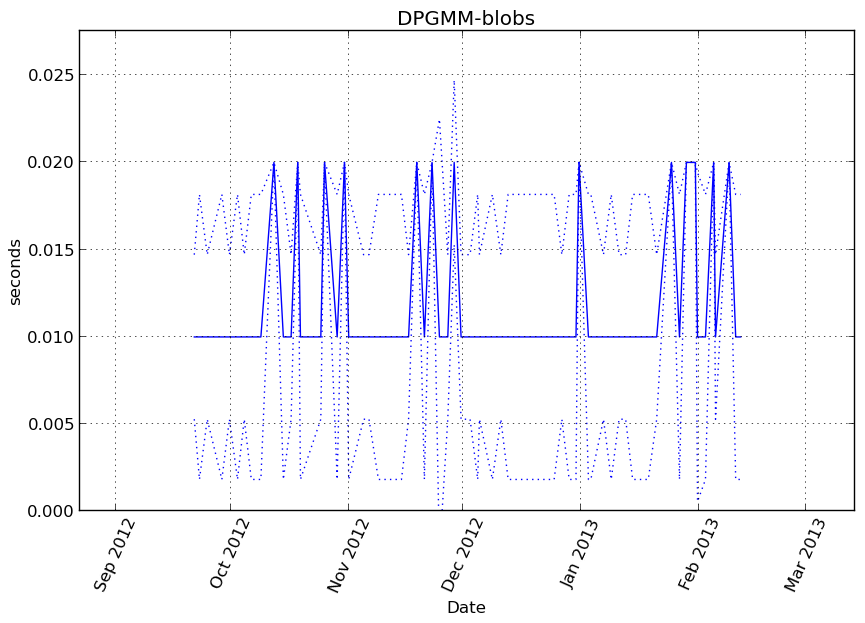 DPGMM-blobs
0.025
0.020
0.015
0.010
0.005
0.000
seconds
Sep 2012
Oct 2012
Nov 2012
Dec 2012
Jan 2013
Feb 2013
Mar 2013
Date